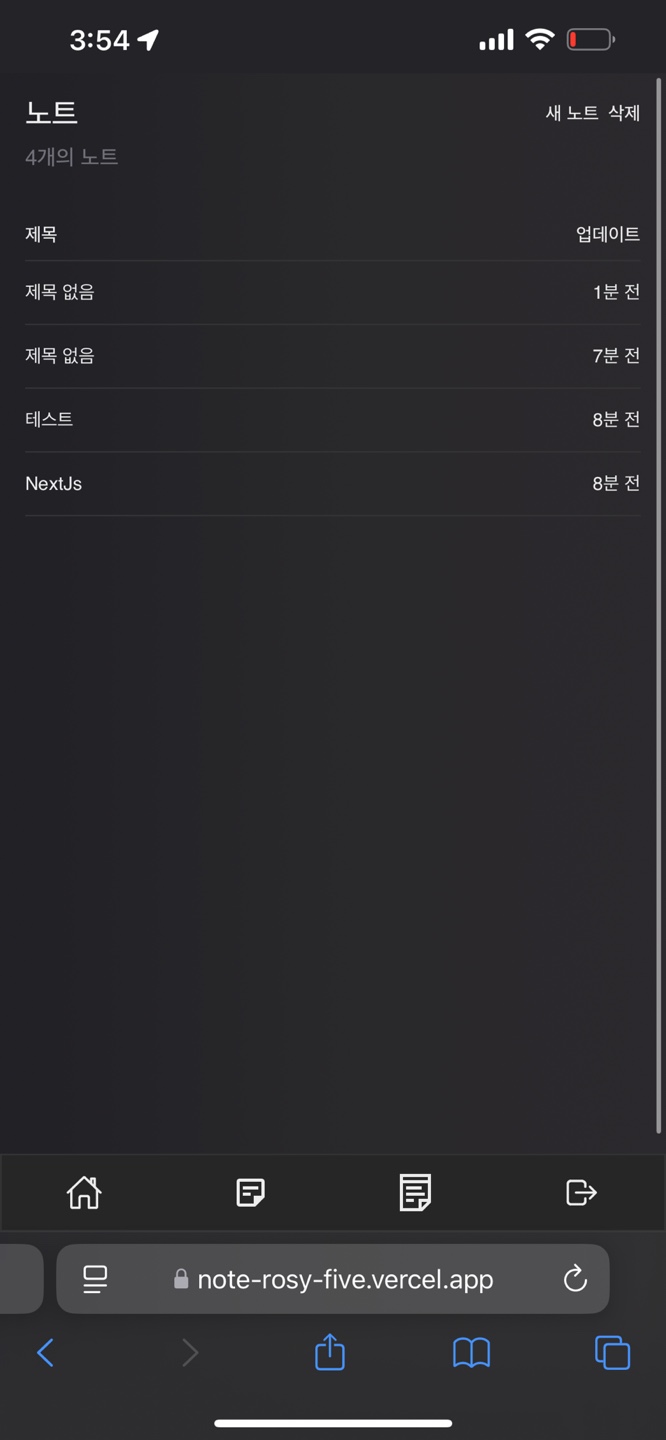 3:54
노트 새 노트 삭제
4개의 노트
제목 업데이트
제목 없음 1분 전
제목 없음 7분 전
테스트 8분 전
NextJs 8분 전
note-rosy-five.vercel.app